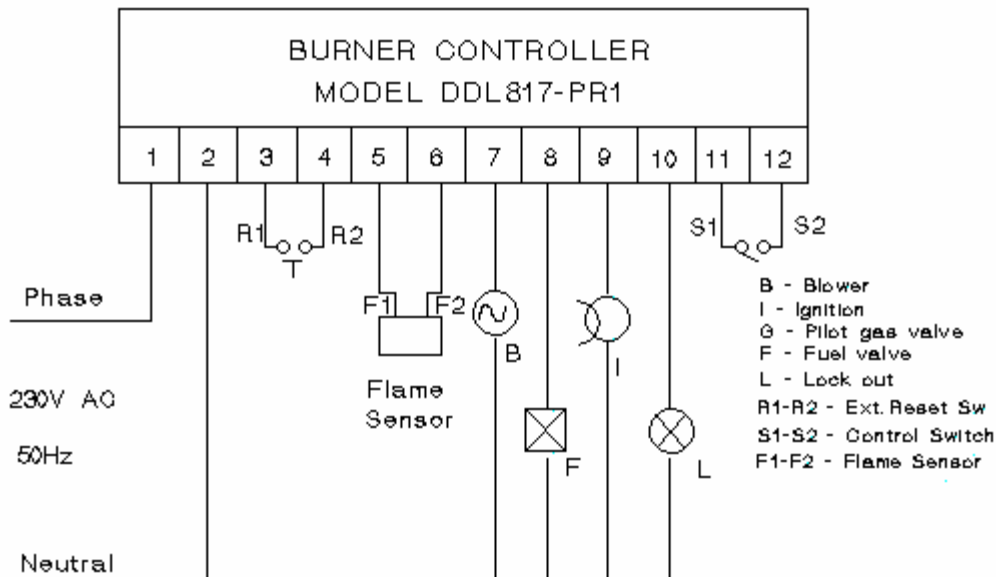 BURNER CONTROLLER
MODEL DDL817-PR1
1 2 3 4 5 6 7 8 9 10 11 12
R1 R2
S1 S2
Phase
F1 F2
B
I
Flame
Sensor
F
L
230V AC
50Hz
Neutral
B - Blower
I - Ignition
G - Pilot gas valve
F - Fuel valve
L - Lock out
R1-R2 - Ext.Reset Sw
S1-S2 - Control Switch
F1-F2 - Flame Sensor